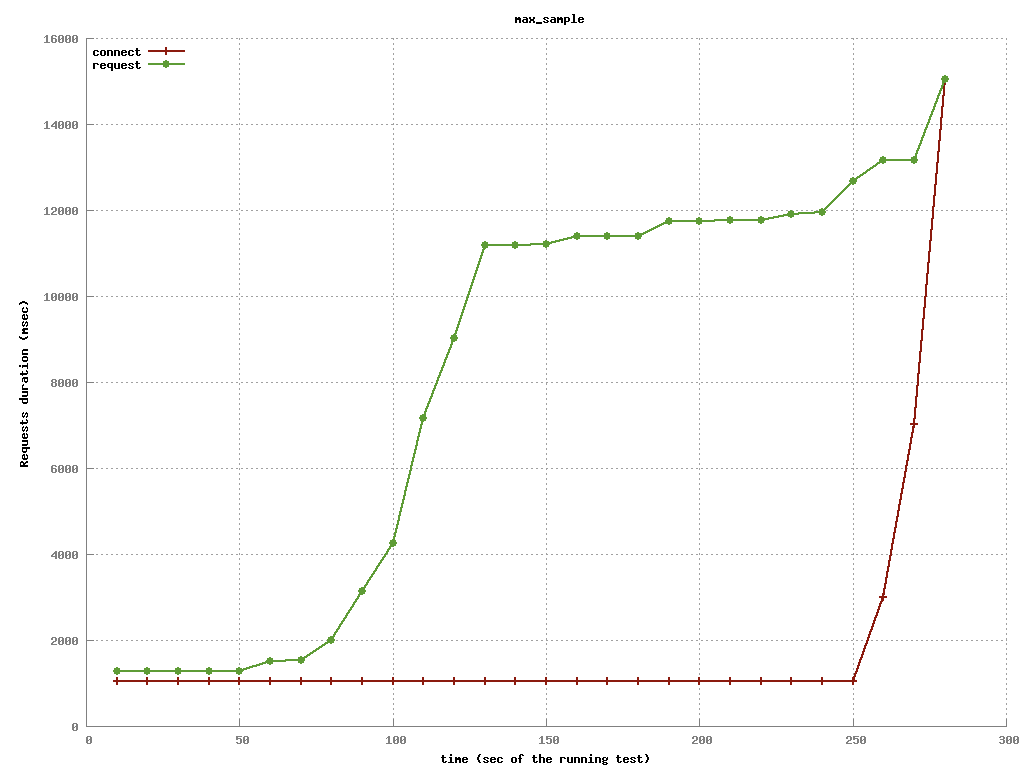 max_sample
connect
request
16000
14000
12000
10000
8000
6000
4000
2000
0
Requests duration (msec)
0 50 100 150 200 250 300
time (sec of the running test)